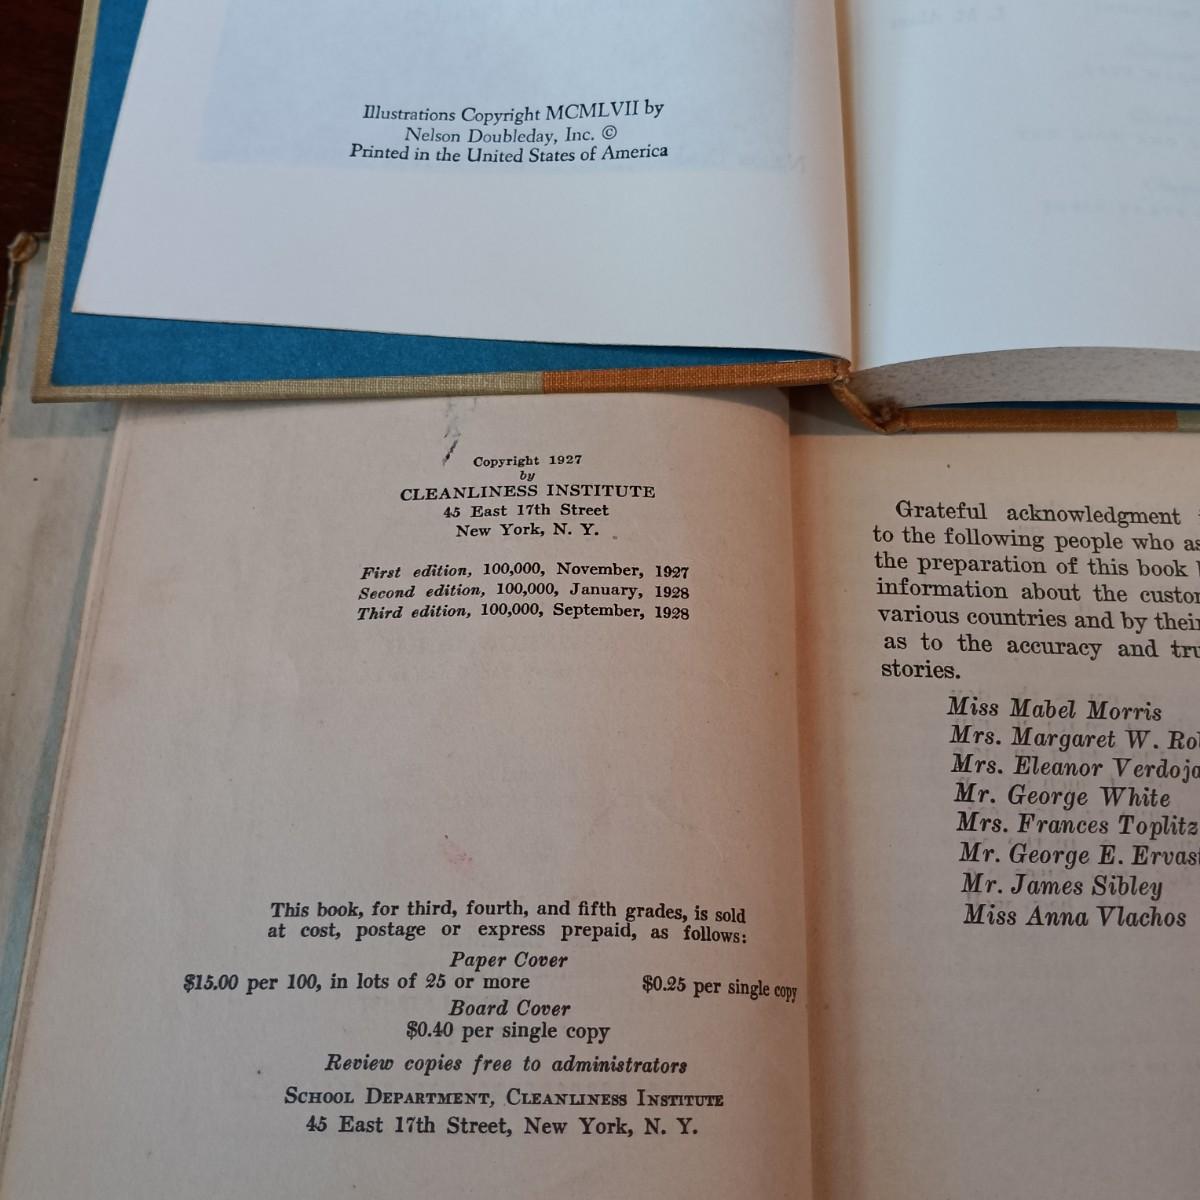 Illustrations Copyright MCMLVII by
Nelson Doubleday, Inc. ©
Printed in the United States of America
Copyright 1927
by
CLEANLINESS INSTITUTE
45 East 17th Street
New York, N. Y.
First edition, 100,000, November, 1927
Second edition, 100,000, January, 1928
Third edition, 100,000, September, 1928
This book, for third, fourth, and fifth grades, is sold
at cost, postage or express prepaid, as follows:
Paper Cover
$15.00 per 100, in lots of 25 or more $0.25 per single copy
Board Cover
$0.40 per single copy
Review copies free to administrators
SCHOOL DEPARTMENT, CLEANLINESS INSTITUTE
45 East 17th Street, New York, N. Y.
Grateful acknowledgment
to the following people who
the preparation of this book
information about the
various countries and by
as to the accuracy and
stories.
Miss Mabel Morris
Mrs. Margaret W.
Mrs. Eleanor
Mr. George White
Mrs. Frances Toplitz
Mr. George E.
Mr. James Sibley
Miss Anna Vlachos